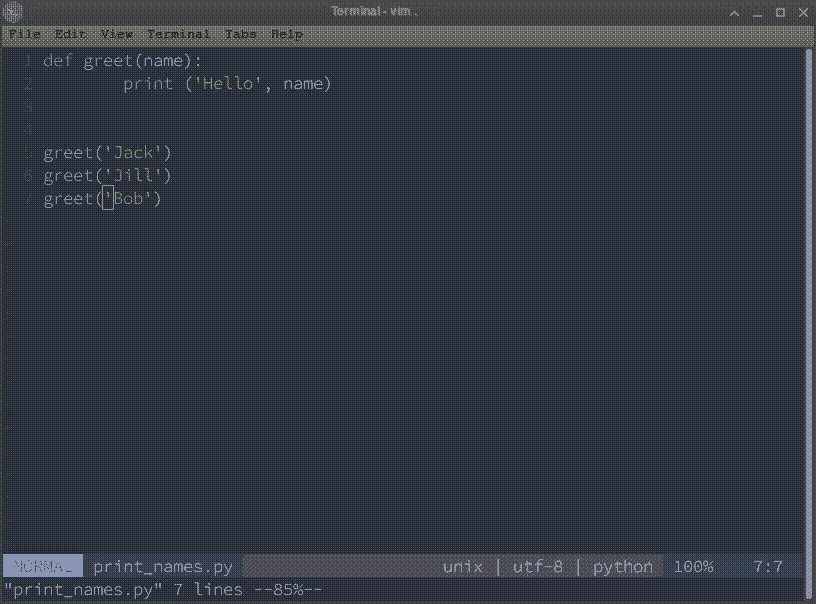 Terminal - vim .
File Edit View Terminal Tabs Help
1 def greet(name):
2 print ('Hello', name)
3
4
5 greet('Jack')
6 greet('Jill')
7 greet('Bob')
NORMAL print_names.py unix | utf-8 | python 100% 7:7
"print_names.py" 7 lines --85%--